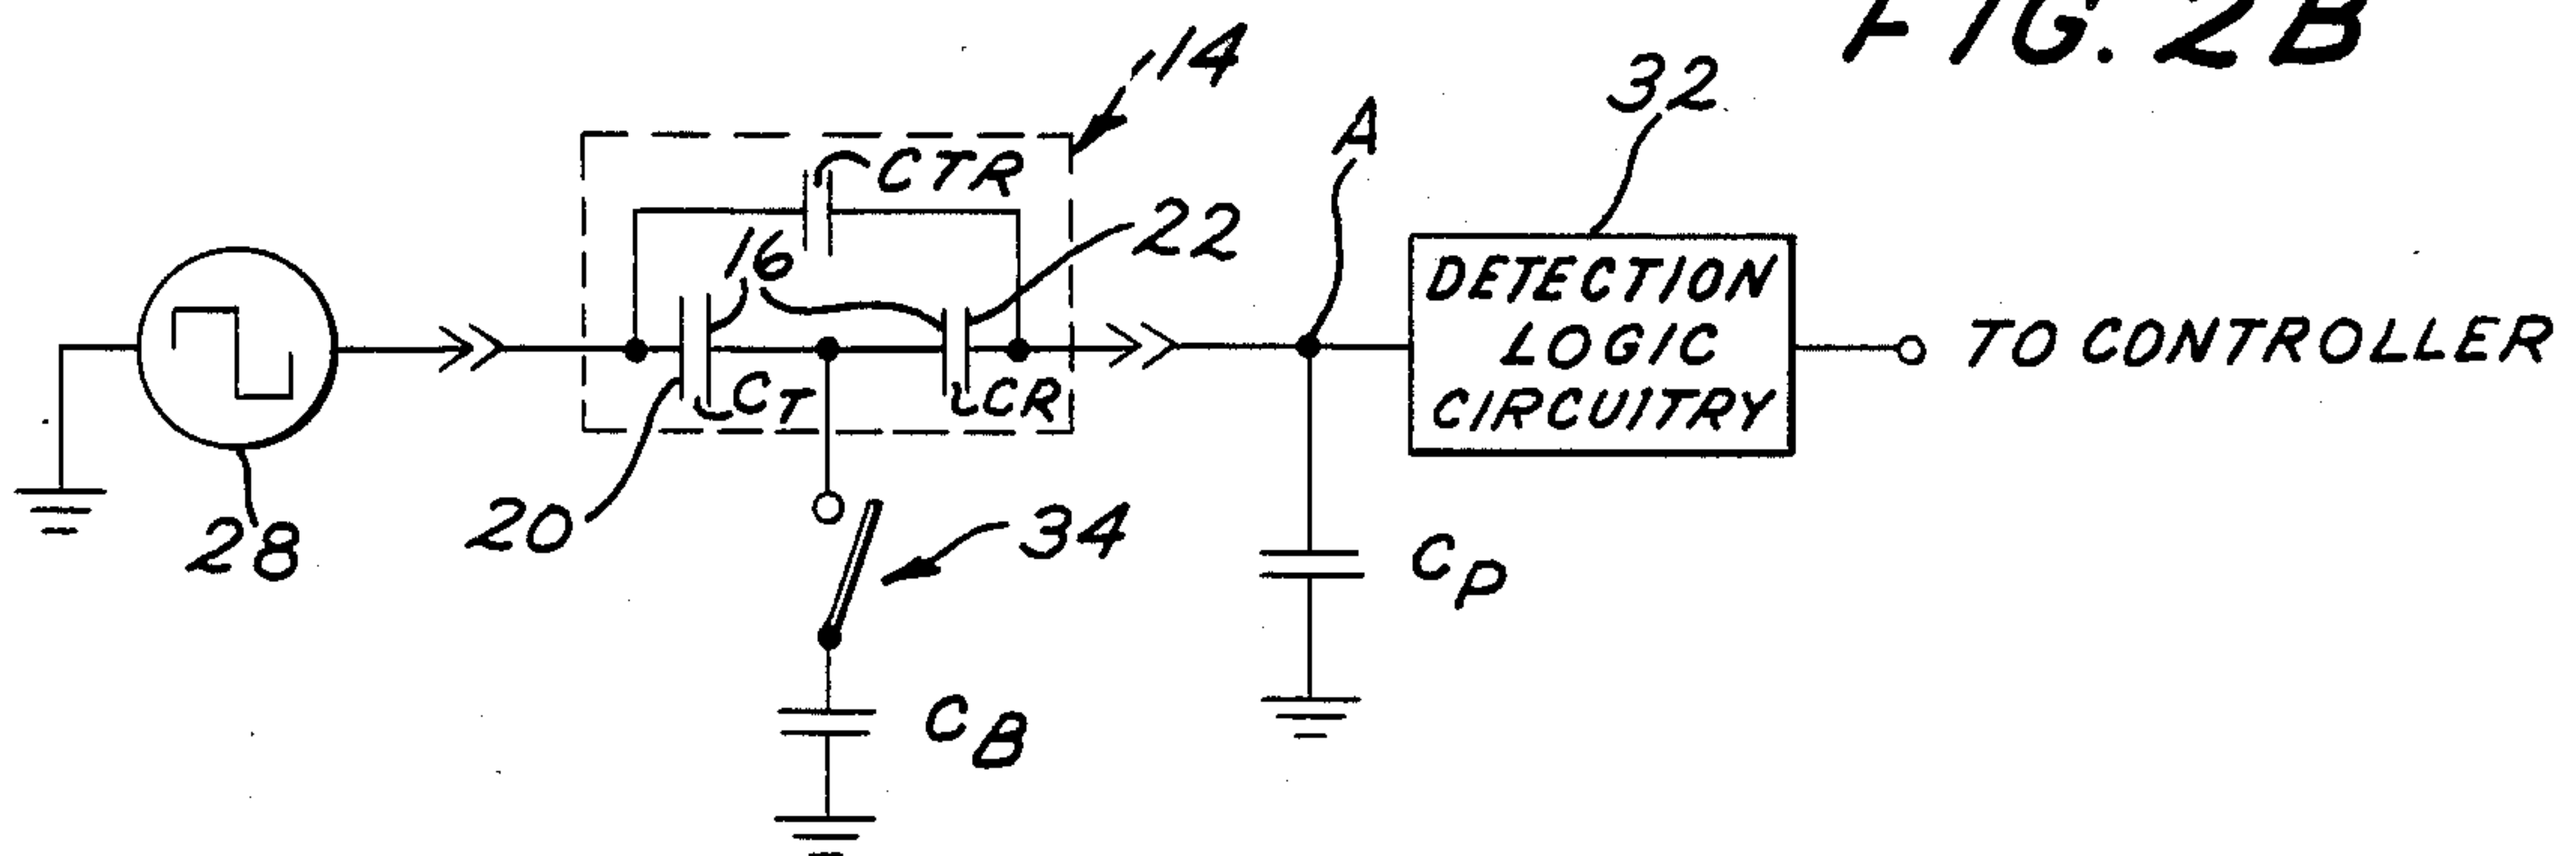 FIG. 2B
14
32
A
CTR
22
16
DETECTION
LOGIC
CIRCUITRY
TO CONTROLLER
CT
CR
20
28
34
CP
CB